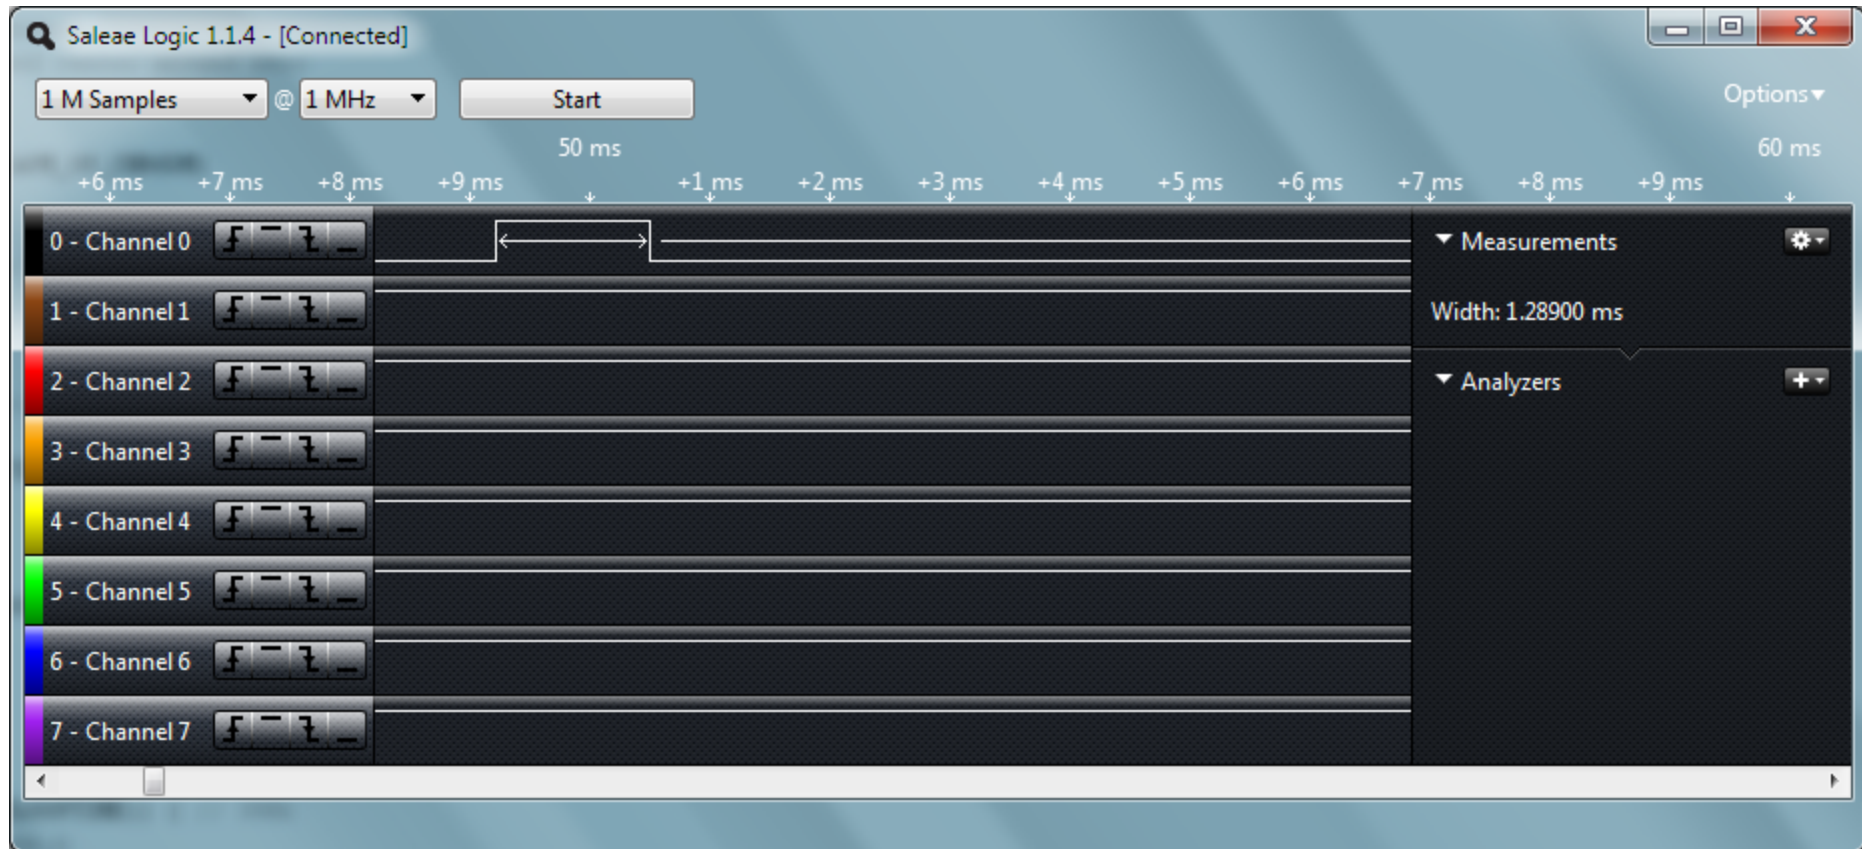 Saleae Logic 1.1.4 - [Connected]
1 M Samples @ 1 MHz Start Options
50 ms 60 ms
+6 ms +7 ms +8 ms +9 ms +1 ms +2 ms +3 ms +4 ms +5 ms +6 ms +7 ms +8 ms +9 ms
0 - Channel 0
Measurements
1 - Channel 1
Width: 1.28900 ms
2 - Channel 2
Analyzers
3 - Channel 3
4 - Channel 4
5 - Channel 5
6 - Channel 6
7 - Channel 7